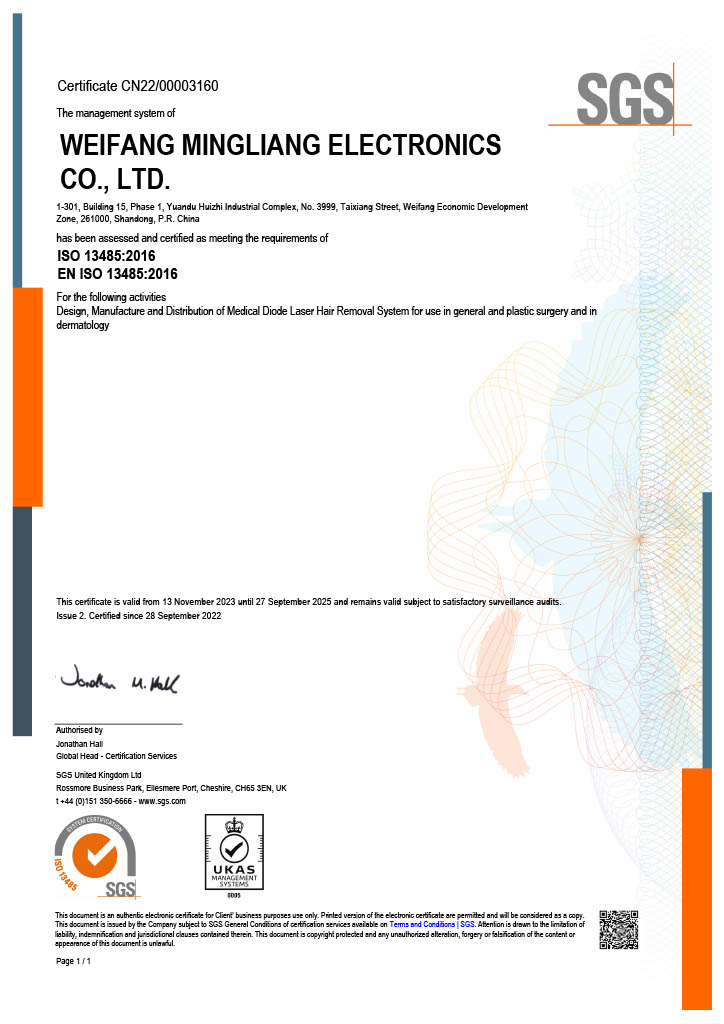 SGS
Certificate CN22/00003160
The management system of
WEIFANG MINGLIANG ELECTRONICS
CO., LTD.
1-301, Building 15, Phase 1, Yuandu Huizhi Industrial Complex, No. 3999, Taixiang Street, Weifang Economic Development
Zone, 261000, Shandong, P.R. China
has been assessed and certified as meeting the requirements of
ISO 13485:2016
EN ISO 13485:2016
For the following activities
Design, Manufacture and Distribution of Medical Diode Laser Hair Removal System for use in general and plastic surgery and in
dermatology
This certificate is valid from 13 November 2023 until 27 September 2025 and remains valid subject to satisfactory surveillance audits.
Issue 2. Certified since 28 September 2022
Jonathan M. Hall
Authorised by
Jonathan Hall
Global Head - Certification Services
SGS United Kingdom Ltd
Rossmore Business Park, Ellesmere Port, Cheshire, CH65 3EN, UK
t +44 (0)151 350-6666 - www.sgs.com
SYSTEM CERTIFICATION
ISO 13485
SGS
UKAS
MANAGEMENT
SYSTEMS
0005
This document is an authentic electronic certificate for Client' business purposes use only. Printed version of the electronic certificate are permitted and will be considered as a copy.
This document is issued by the Company subject to SGS General Conditions of certification services available on Terms and Conditions | SGS. Attention is drawn to the limitation of
liability, indemnification and jurisdictional clauses contained therein. This document is copyright protected and any unauthorized alteration, forgery or falsification of the content or
appearance of this document is unlawful.
Page 1 / 1